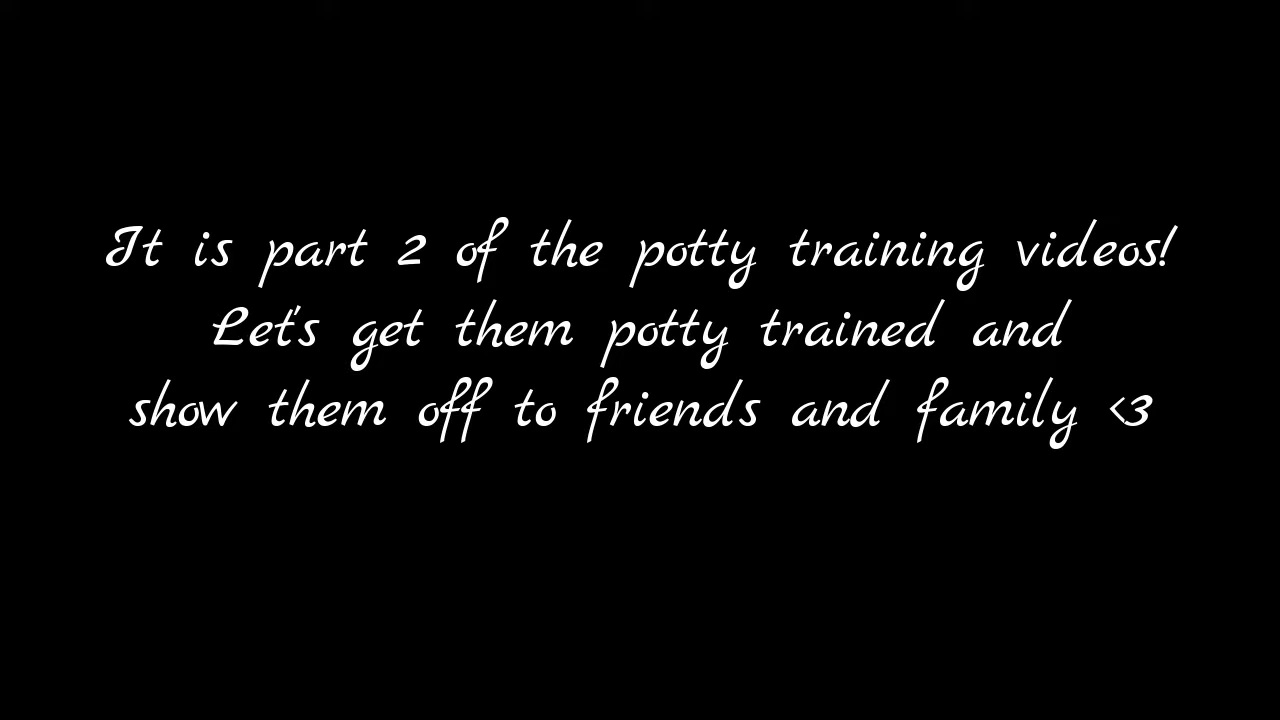 It is part 2 of the potty training videos!
Let's get them potty trained and
show them off to friends and family <3